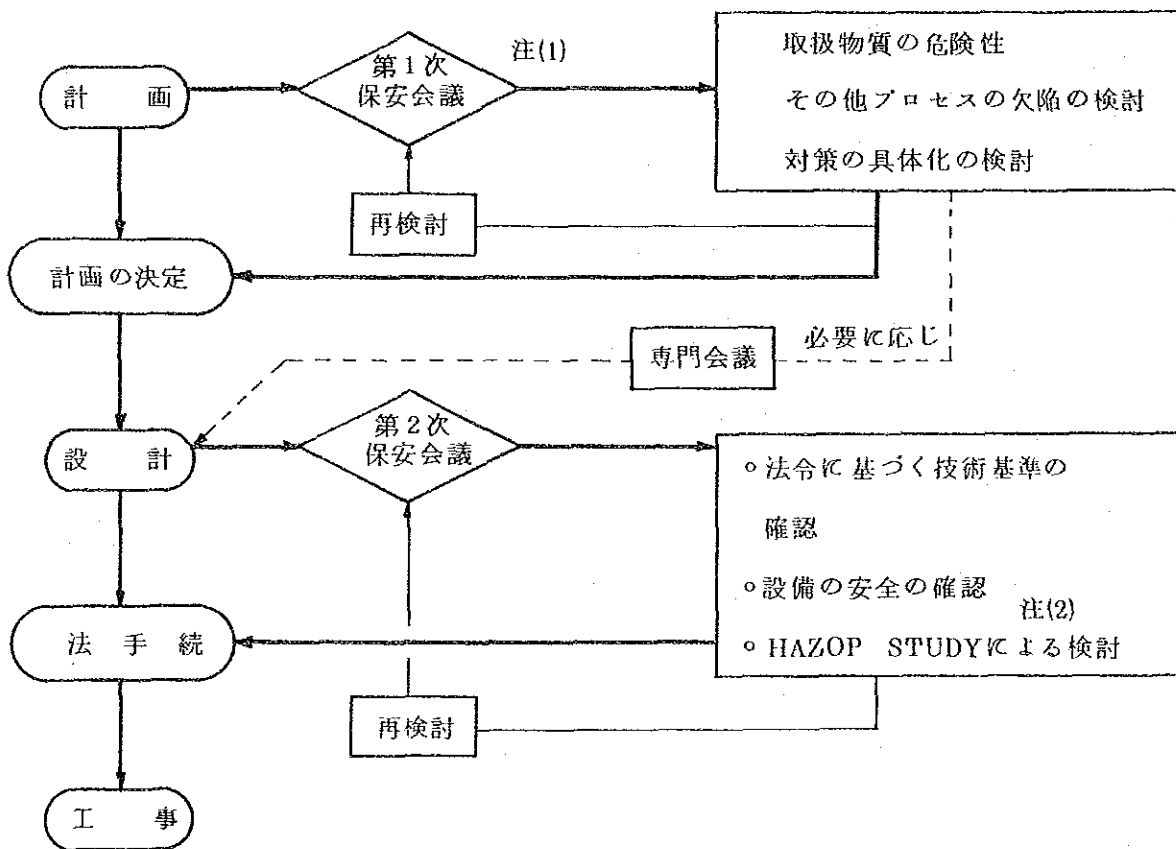 計　画
第1次
保安会議
注(1)
取扱物質の危険性
その他プロセスの欠陥の検討
対策の具体化の検討
再検討
計画の決定
必要に応じ
専門会議
設　計
第2次
保安会議
○法令に基づく技術基準の
確認
○設備の安全の確認
注(2)
○HAZOP　STUDYによる検討
法　手　続
再検討
工　事